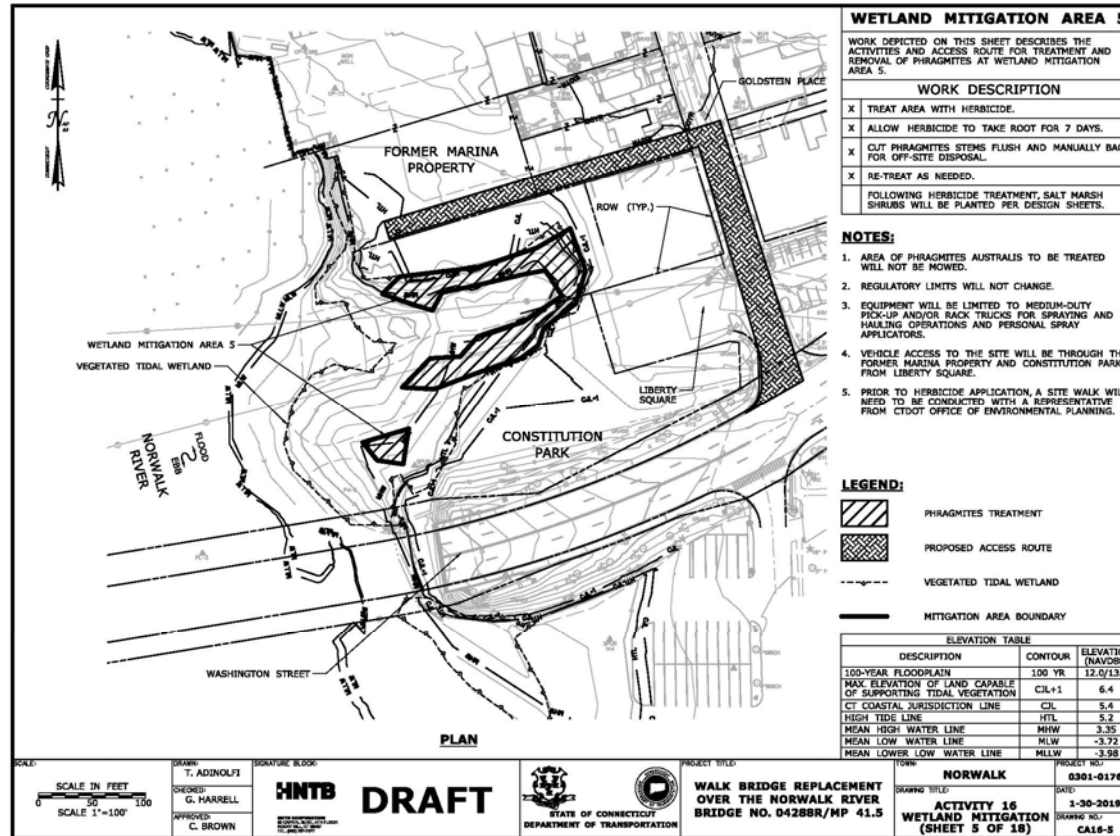 WETLAND MITIGATION AREA 5
WORK DEPICTED ON THIS SHEET DESCRIBES THE
ACTIVITIES AND ACCESS ROUTE FOR TREATMENT AND
REMOVAL OF PHRAGMITES AT WETLAND MITIGATION
AREA 5.
WORK DESCRIPTION
X TREAT AREA WITH HERBICIDE.
X ALLOW HERBICIDE TO TAKE ROOT FOR 7 DAYS.
X CUT PHRAGMITES STEMS FLUSH AND MANUALLY BAG
FOR OFF-SITE DISPOSAL.
X RE-TREAT AS NEEDED.
FOLLOWING HERBICIDE TREATMENT, SALT MARSH
SHRUBS WILL BE PLANTED PER DESIGN SHEETS.
NOTES:
1. AREA OF PHRAGMITES AUSTRALIS TO BE TREATED
WILL NOT BE MOWED.
2. REGULATORY LIMITS WILL NOT CHANGE.
3. EQUIPMENT WILL BE LIMITED TO MEDIUM-DUTY
PICK-UP AND/OR RACK TRUCKS FOR SPRAYING AND
HAULING OPERATIONS AND PERSONAL SPRAY
APPLICATORS.
4. VEHICLE ACCESS TO THE SITE WILL BE THROUGH TH
FORMER MARINA PROPERTY AND CONSTITUTION PARK
FROM LIBERTY SQUARE.
5. PRIOR TO HERBICIDE APPLICATION, A SITE WALK WIL
NEED TO BE CONDUCTED WITH A REPRESENTATIVE
FROM CTDOT OFFICE OF ENVIRONMENTAL PLANNING.
LEGEND:
PHRAGMITES TREATMENT
PROPOSED ACCESS ROUTE
VEGETATED TIDAL WETLAND
MITIGATION AREA BOUNDARY
ELEVATION TABLE
DESCRIPTION CONTOUR ELEVATIO (NAVD8
100-YEAR FLOODPLAIN 100 YR 12.0/13
MAX. ELEVATION OF LAND CAPABLE
OF SUPPORTING TIDAL VEGETATION CJL+1 6.4
CT COASTAL JURISDICTION LINE CJL 5.4
HIGH TIDE LINE HTL 5.2
MEAN HIGH WATER LINE MHW 3.35
MEAN LOW WATER LINE MLW -3.72
MEAN LOWER LOW WATER LINE MLLW -3.98
N
GOLDSTEIN PLACE
FORMER MARINA
PROPERTY
ROW (TYP.)
WETLAND MITIGATION AREA 5
VEGETATED TIDAL WETLAND
LIBERTY
SQUARE
CONSTITUTION
PARK
NORWALK
RIVER
FLOOD
EBB
WASHINGTON STREET
PLAN
SCALE:
SCALE IN FEET
0 50 100
SCALE 1"=100'
DRAWN:
T. ADINOLFI
CHECKED:
G. HARRELL
APPROVED:
C. BROWN
SIGNATURE BLOCK:
HNTB
DRAFT
STATE OF CONNECTICUT
DEPARTMENT OF TRANSPORTATION
PROJECT TITLE:
WALK BRIDGE REPLACEMENT
OVER THE NORWALK RIVER
BRIDGE NO. 04288R/MP 41.5
TOWN:
NORWALK
DRAWING TITLE:
ACTIVITY 16
WETLAND MITIGATION
(SHEET 5 OF 12)
PROJECT NO.:
0301-0176
DATE:
1-30-2019
DRAWING NO.:
CA16-5